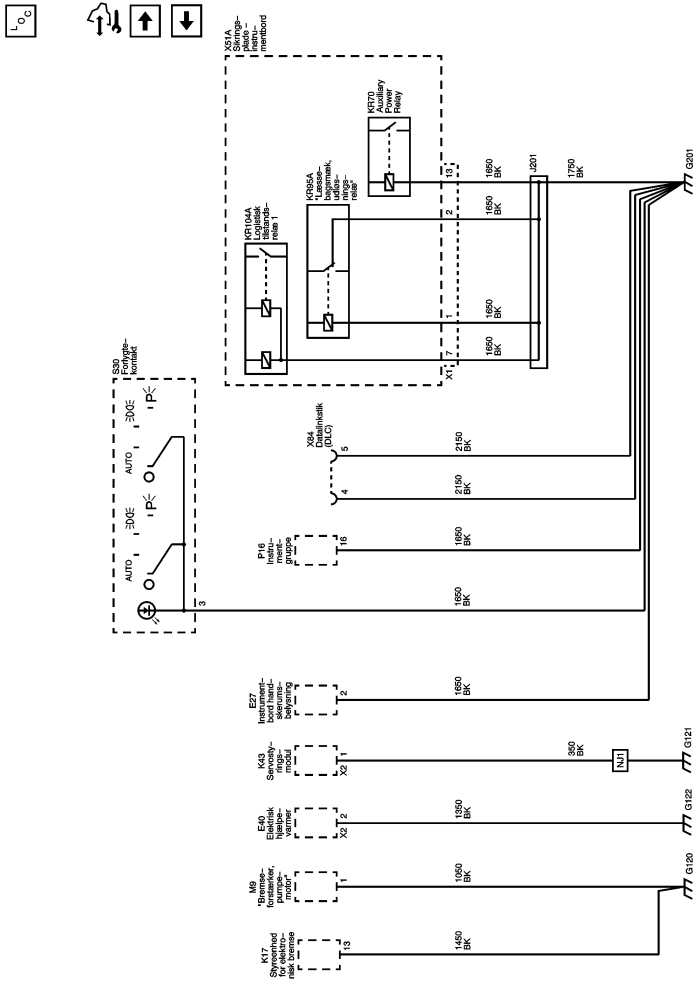 LOC
X51A
Sikrings–
plade –
instru–
mentbord
KR70
Auxiliary
Power
Relay
KR95A
"Læsse–
bagsmæk,
udløs–
nings–
relæ"
KR104A
Logistisk
tilstands–
relæ 1
13
2
1
7
X1
1650
BK
1650
BK
1650
BK
1650
BK
J201
1750
BK
G201
S30
Forlygte–
kontakt
AUTO
P
AUTO
P
3
1650
BK
X84
Datalinkstik
(DLC)
5
4
2150
BK
2150
BK
P16
Instru–
ment–
gruppe
16
1650
BK
E27
Instrument–
bord hand–
skerums–
belysning
2
1650
BK
K43
Servosty–
rings–
modul
1
X2
350
BK
NJ1
G121
E40
Elektrisk
hjælpe–
varmer
2
X2
1350
BK
G122
M9
"Bremse–
forstærker,
pumpe–
motor"
1
1050
BK
G120
K17
Styreenhed
for elektro–
nisk bremse
13
1450
BK